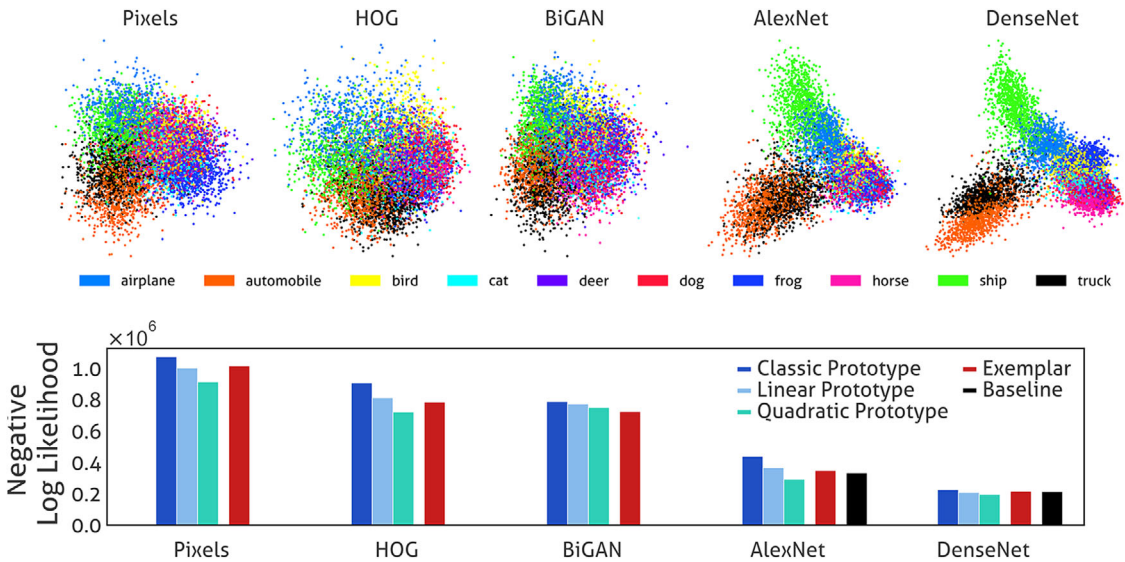 Pixels HOG BiGAN AlexNet DenseNet
airplane automobile bird cat deer dog frog horse ship truck
×10⁶
Negative
Log Likelihood
1.0
0.8
0.6
0.4
0.2
0.0
Classic Prototype Exemplar
Linear Prototype Baseline
Quadratic Prototype
Pixels HOG BiGAN AlexNet DenseNet